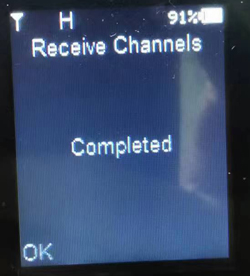 H 91%
Receive Channels
Completed
OK